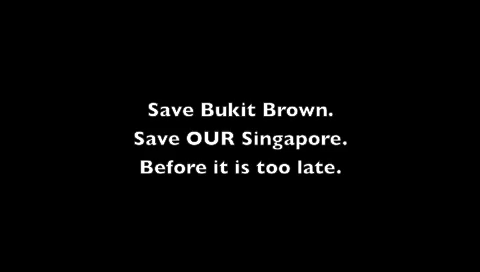 Save Bukit Brown.
Save OUR Singapore.
Before it is too late.